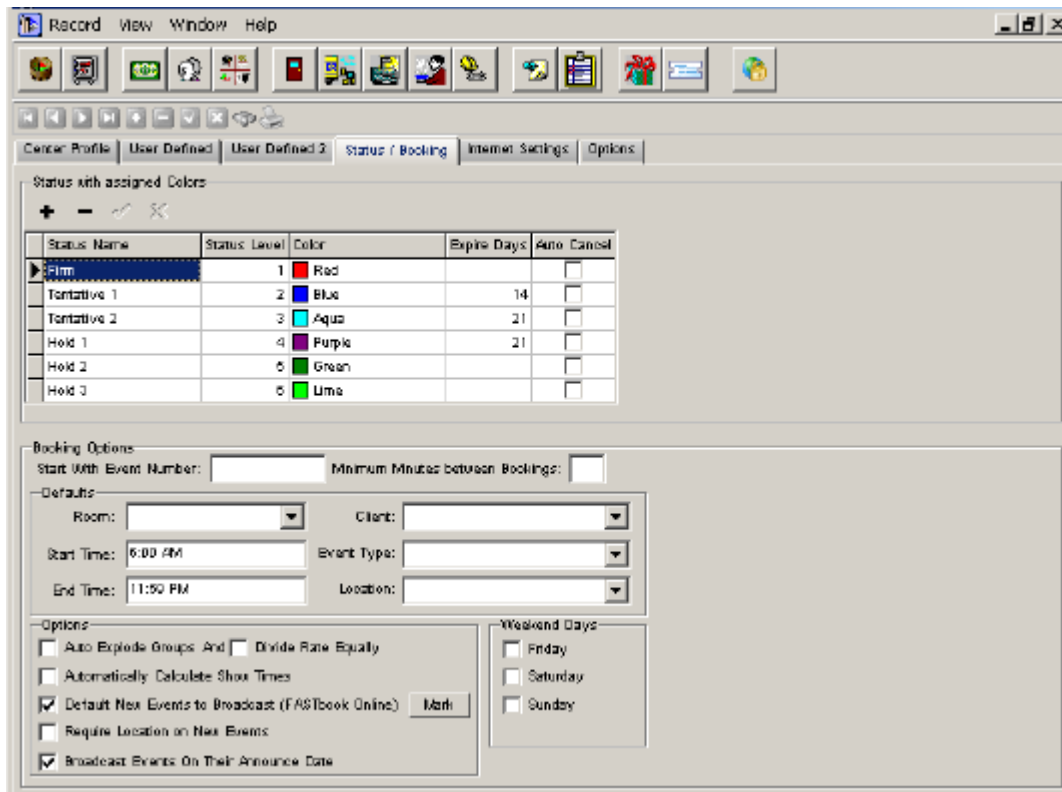 Record View Window Help
Center Profile User Defined User Defined 2 Status / Booking Internet Settings Options
Status with assigned Colors
Status Name Status Level Color Expire Days Auto Cancel
Firm 1 Red
Tentative 1 2 Blue 14
Tentative 2 3 Aqua 21
Hold 1 4 Purple 21
Hold 2 Green
Hold 3 Lime
Booking Options
Start With Event Number: Minimum Minutes between Bookings:
Defaults
Room: Client:
Start Time: 6:00 AM Event Type:
End Time: 11:59 PM Location:
Options Weekend Days
Auto Explode Groups And Divide Rate Equally Friday
Automatically Calculate Show Times Saturday
Default New Events to Broadcast (FASTbook Online) Mark Sunday
Require Location on New Events
Broadcast Events On Their Announce Date